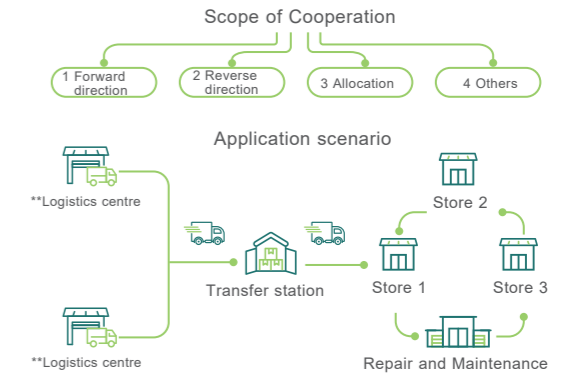 Scope of Cooperation
1 Forward
direction
2 Reverse
direction
3 Allocation
4 Others
Application scenario
**Logistics centre
Store 2
Transfer station
Store 1
Store 3
**Logistics centre
Repair and Maintenance